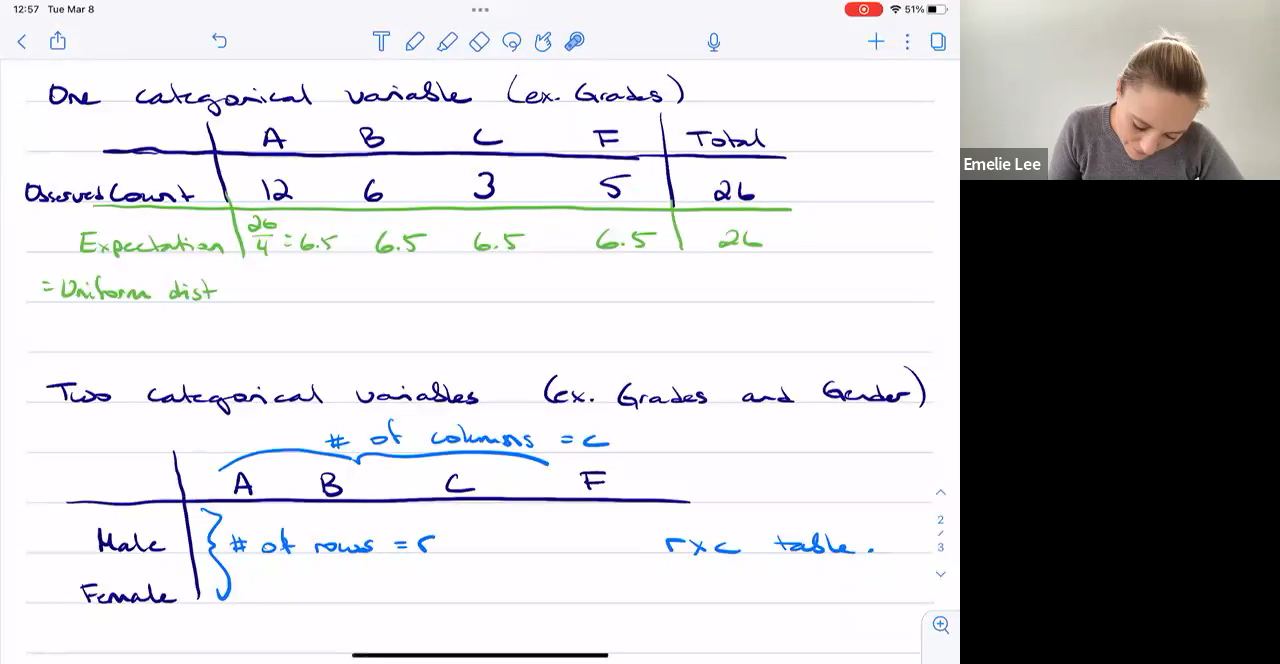 12:57 Tue Mar 8
51%
One categorical variable (ex. Grades)
A B C F Total
Observed Count 12 6 3 5 26
Expectation 26/4 = 6.5 6.5 6.5 6.5 26
= Uniform dist
Two categorical variables (ex. Grades and Gender)
# of columns = c
A B C F
Male # of rows = r r x c table.
Female
2/3
Emelie Lee
T